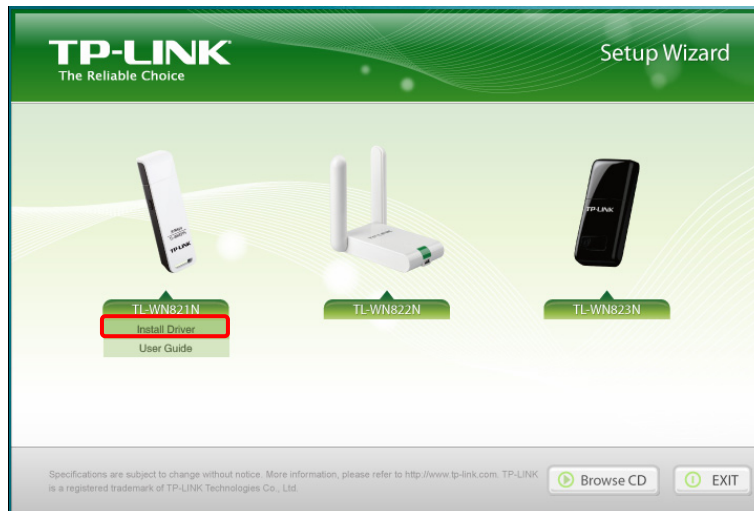 TP-LINK
The Reliable Choice
Setup Wizard
TP-LINK
TP-LINK
TL-WN821N
TL-WN822N
TL-WN823N
Install Driver
User Guide
Specifications are subject to change without notice. More information, please refer to http://www.tp-link.com. TP-LINK
is a registered trademark of TP-LINK Technologies Co., Ltd.
Browse CD
EXIT